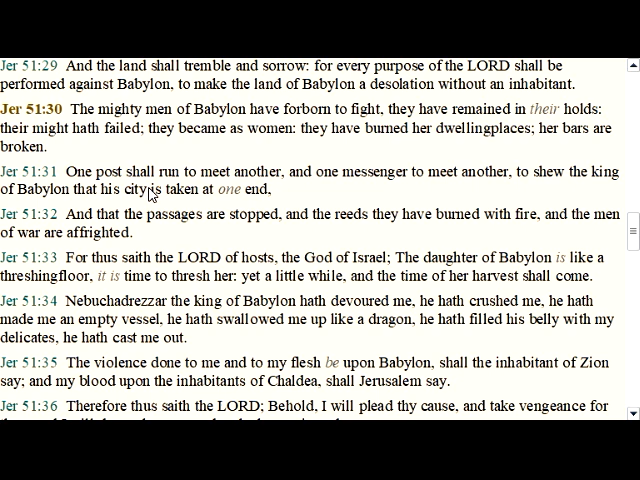 Jer 51:29 And the land shall tremble and sorrow: for every purpose of the LORD shall be
performed against Babylon, to make the land of Babylon a desolation without an inhabitant.
Jer 51:30 The mighty men of Babylon have forborn to fight, they have remained in their holds:
their might hath failed; they became as women: they have burned her dwellingplaces; her bars are
broken.
Jer 51:31 One post shall run to meet another, and one messenger to meet another, to shew the king
of Babylon that his city is taken at one end,
Jer 51:32 And that the passages are stopped, and the reeds they have burned with fire, and the men
of war are affrighted.
Jer 51:33 For thus saith the LORD of hosts, the God of Israel; The daughter of Babylon is like a
threshingfloor, it is time to thresh her: yet a little while, and the time of her harvest shall come.
Jer 51:34 Nebuchadrezzar the king of Babylon hath devoured me, he hath crushed me, he hath
made me an empty vessel, he hath swallowed me up like a dragon, he hath filled his belly with my
delicates, he hath cast me out.
Jer 51:35 The violence done to me and to my flesh be upon Babylon, shall the inhabitant of Zion
say; and my blood upon the inhabitants of Chaldea, shall Jerusalem say.
Jer 51:36 Therefore thus saith the LORD; Behold, I will plead thy cause, and take vengeance for